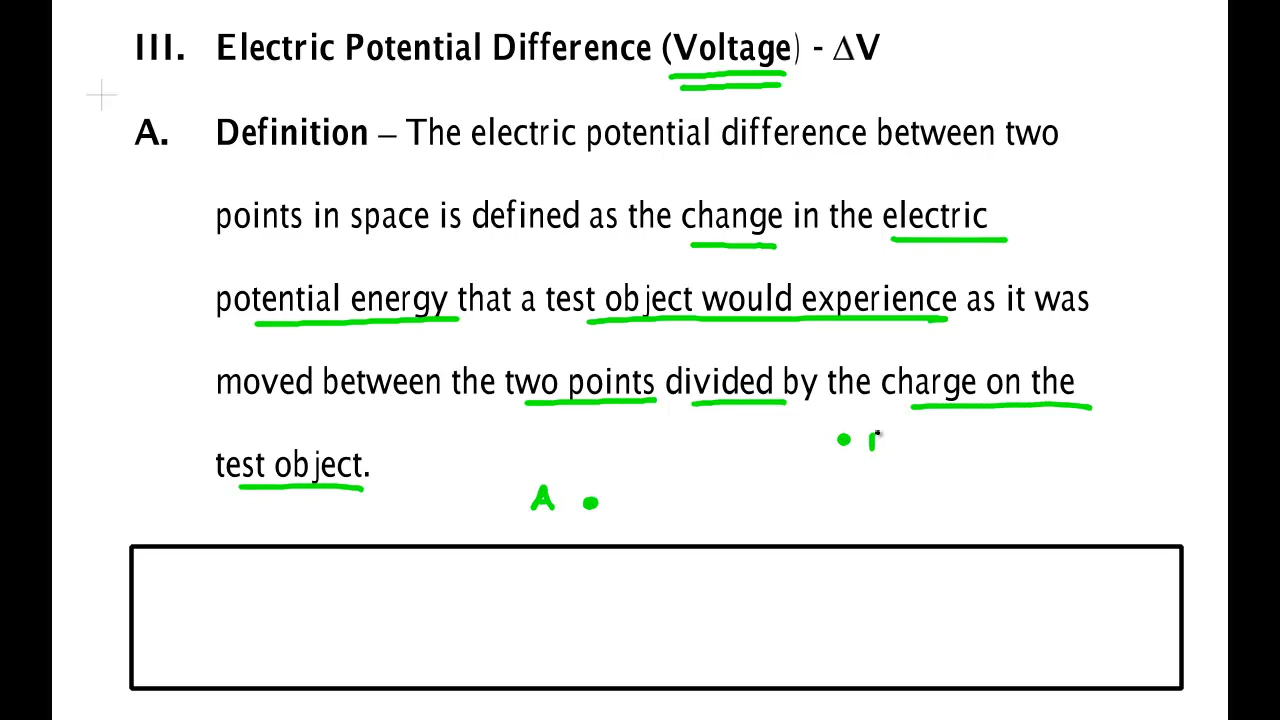 III. Electric Potential Difference (Voltage) - ΔV
A. Definition – The electric potential difference between two
points in space is defined as the change in the electric
potential energy that a test object would experience as it was
moved between the two points divided by the charge on the
test object.
A